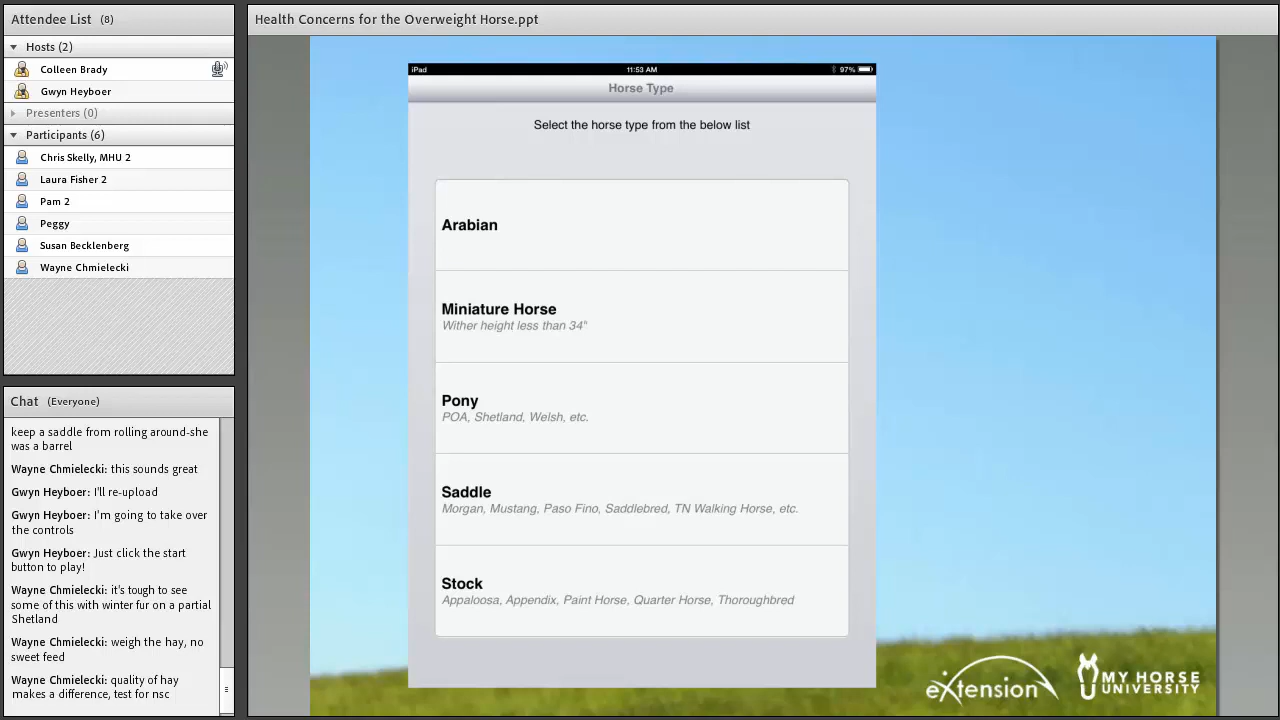 Attendee List (8)
Hosts (2)
Colleen Brady
Gwyn Heyboer
Presenters (0)
Participants (6)
Chris Skelly, MHU 2
Laura Fisher 2
Pam 2
Peggy
Susan Becklenberg
Wayne Chmielecki
Chat (Everyone)
keep a saddle from rolling around-she
was a barrel
Wayne Chmielecki: this sounds great
Gwyn Heyboer: I'll re-upload
Gwyn Heyboer: I'm going to take over
the controls
Gwyn Heyboer: Just click the start
button to play!
Wayne Chmielecki: it's tough to see
some of this with winter fur on a partial
Shetland
Wayne Chmielecki: weigh the hay, no
sweet feed
Wayne Chmielecki: quality of hay
makes a difference, test for nsc
Health Concerns for the Overweight Horse.ppt
iPad 11:53 AM 97%
Horse Type
Select the horse type from the below list
Arabian
Miniature Horse
Wither height less than 34"
Pony
POA, Shetland, Welsh, etc.
Saddle
Morgan, Mustang, Paso Fino, Saddlebred, TN Walking Horse, etc.
Stock
Appaloosa, Appendix, Paint Horse, Quarter Horse, Thoroughbred
eXtension
MY HORSE
UNIVERSITY